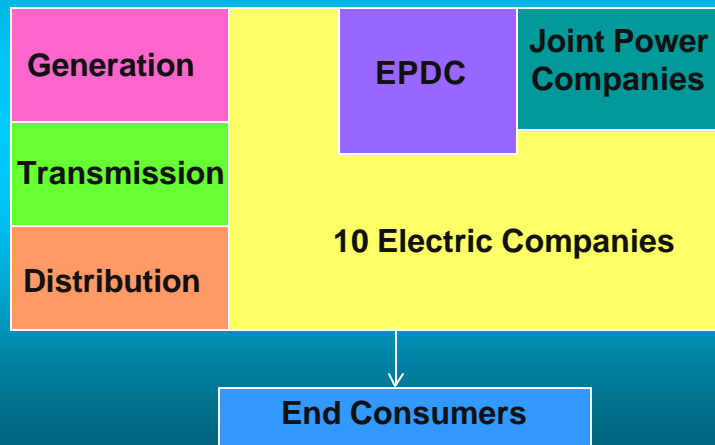 Generation
EPDC
Joint Power
Companies
Transmission
10 Electric Companies
Distribution
End Consumers